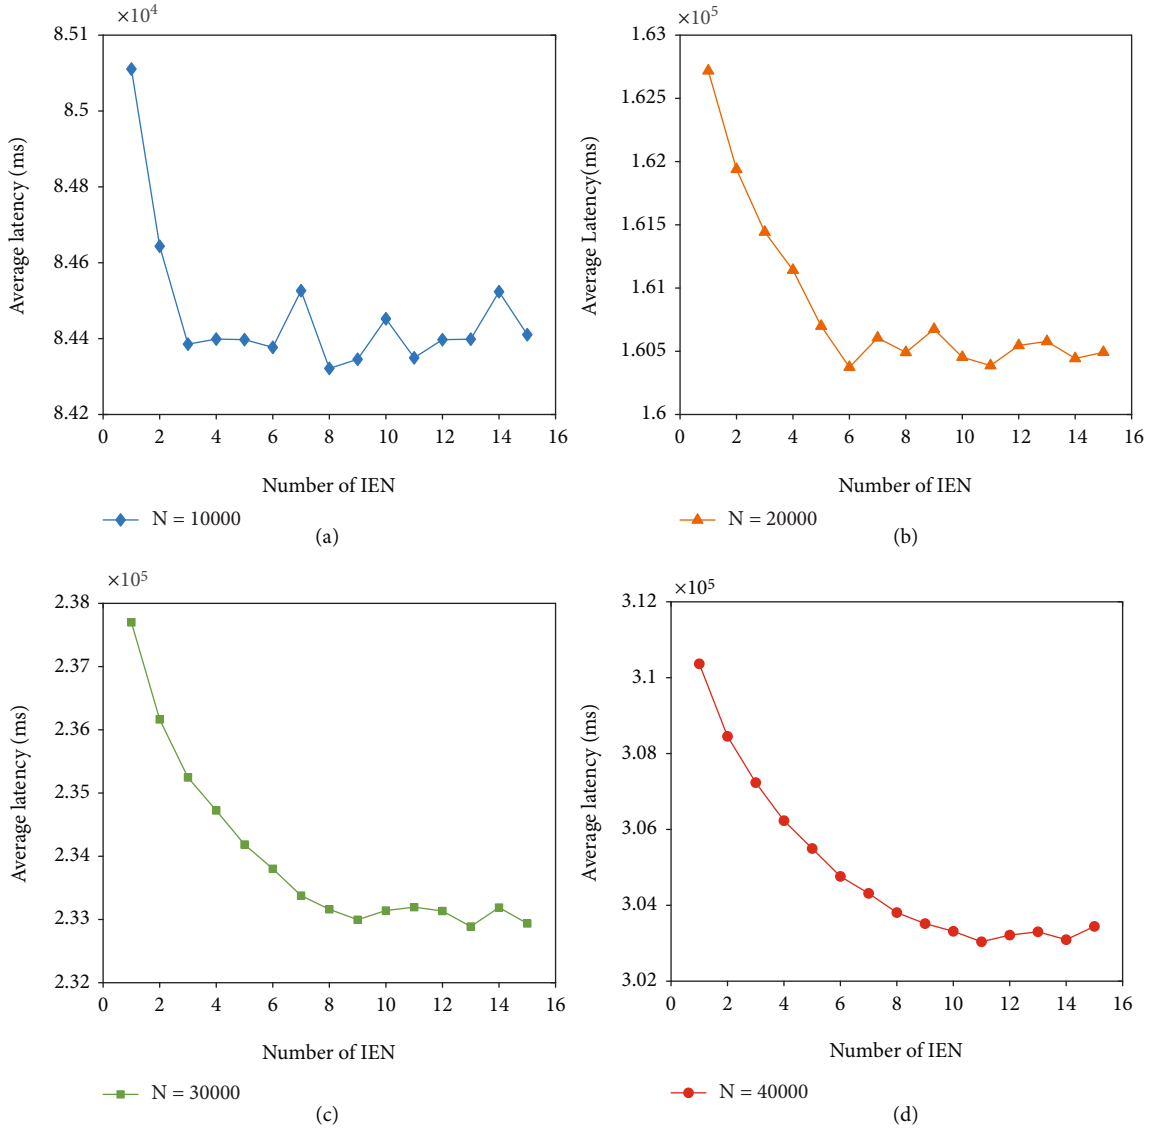 ×10⁴
8.51
8.5
8.48
8.46
8.44
8.42
Average latency (ms)
0 2 4 6 8 10 12 14 16
Number of IEN
N = 10000
(a)
×10⁵
1.63
1.625
1.62
1.615
1.61
1.605
1.6
Average Latency(ms)
0 2 4 6 8 10 12 14 16
Number of IEN
N = 20000
(b)
×10⁵
2.38
2.37
2.36
2.35
2.34
2.33
2.32
Average latency (ms)
0 2 4 6 8 10 12 14 16
Number of IEN
N = 30000
(c)
×10⁵
3.12
3.1
3.08
3.06
3.04
3.02
Average latency (ms)
0 2 4 6 8 10 12 14 16
Number of IEN
N = 40000
(d)